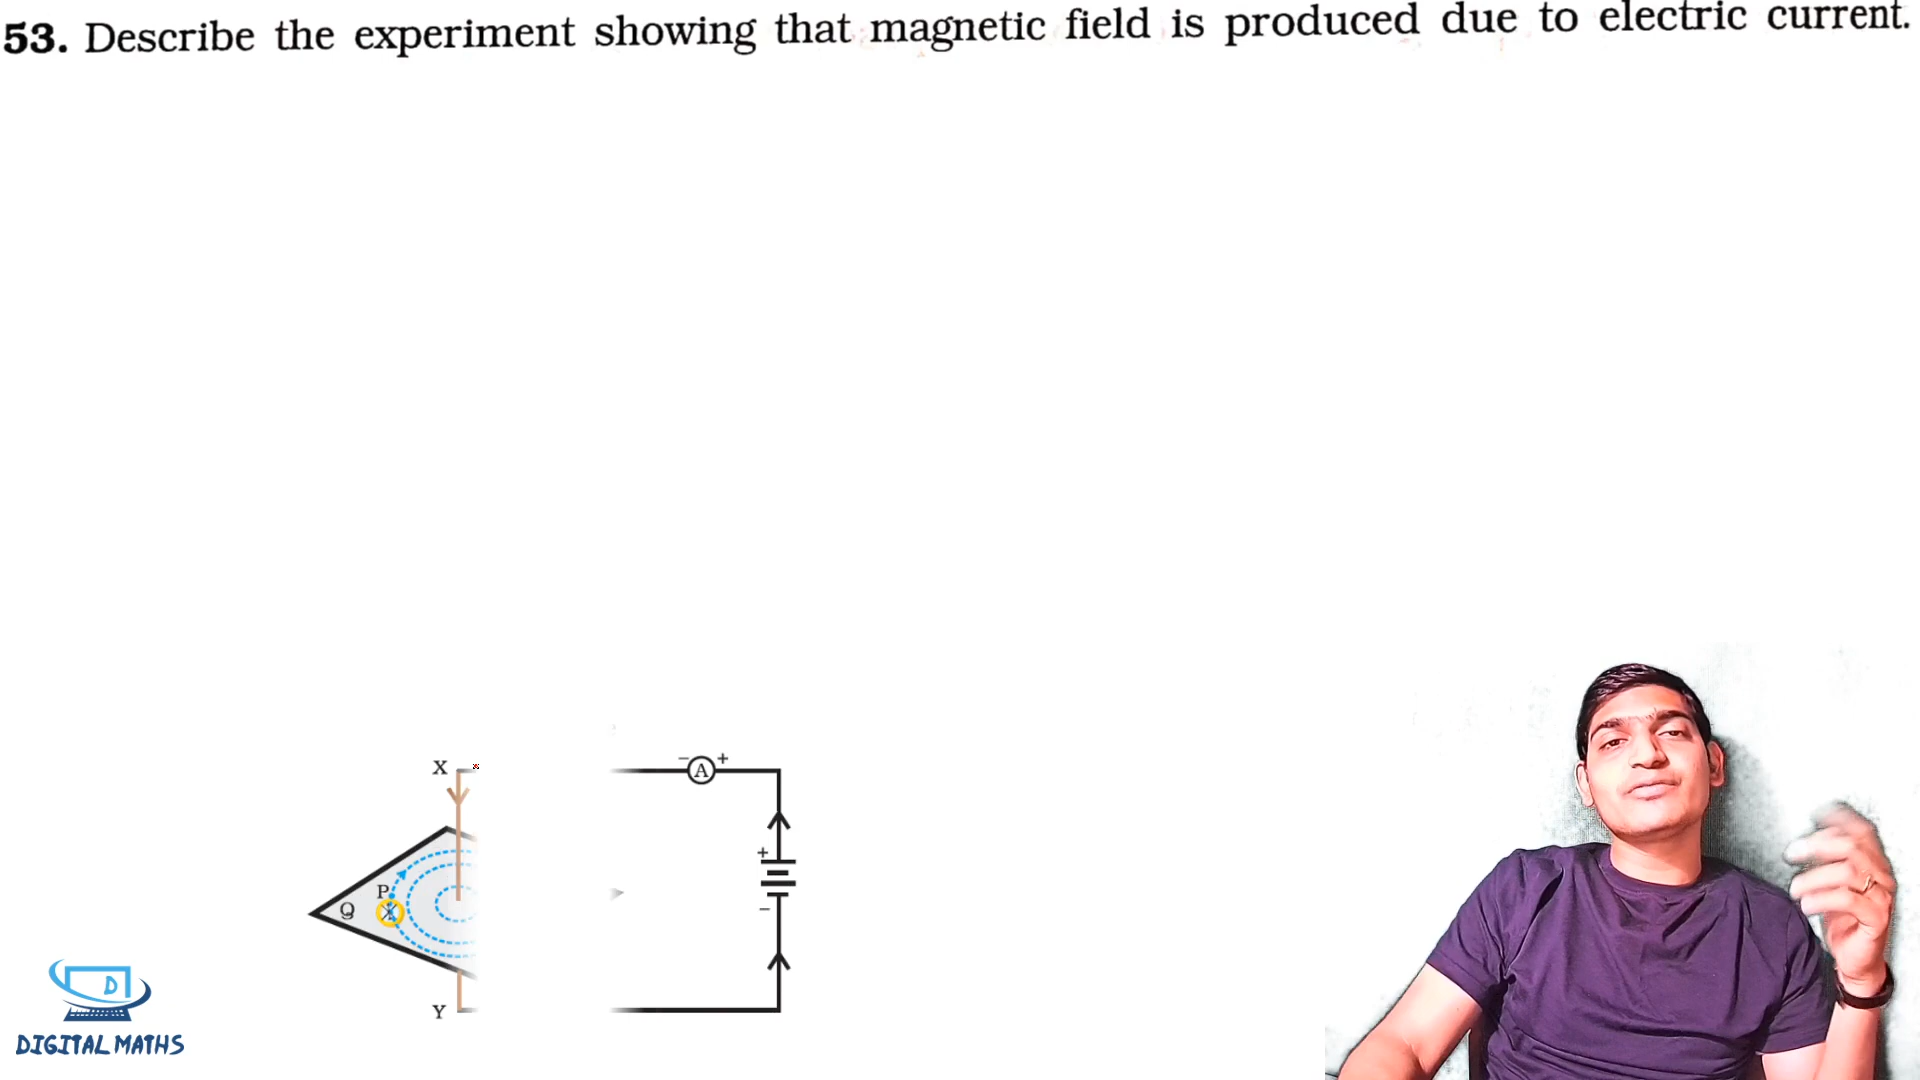 53. Describe the experiment showing that magnetic field is produced due to electric current.
X
− A +
P
Q
+
−
Y
D
DIGITAL MATHS